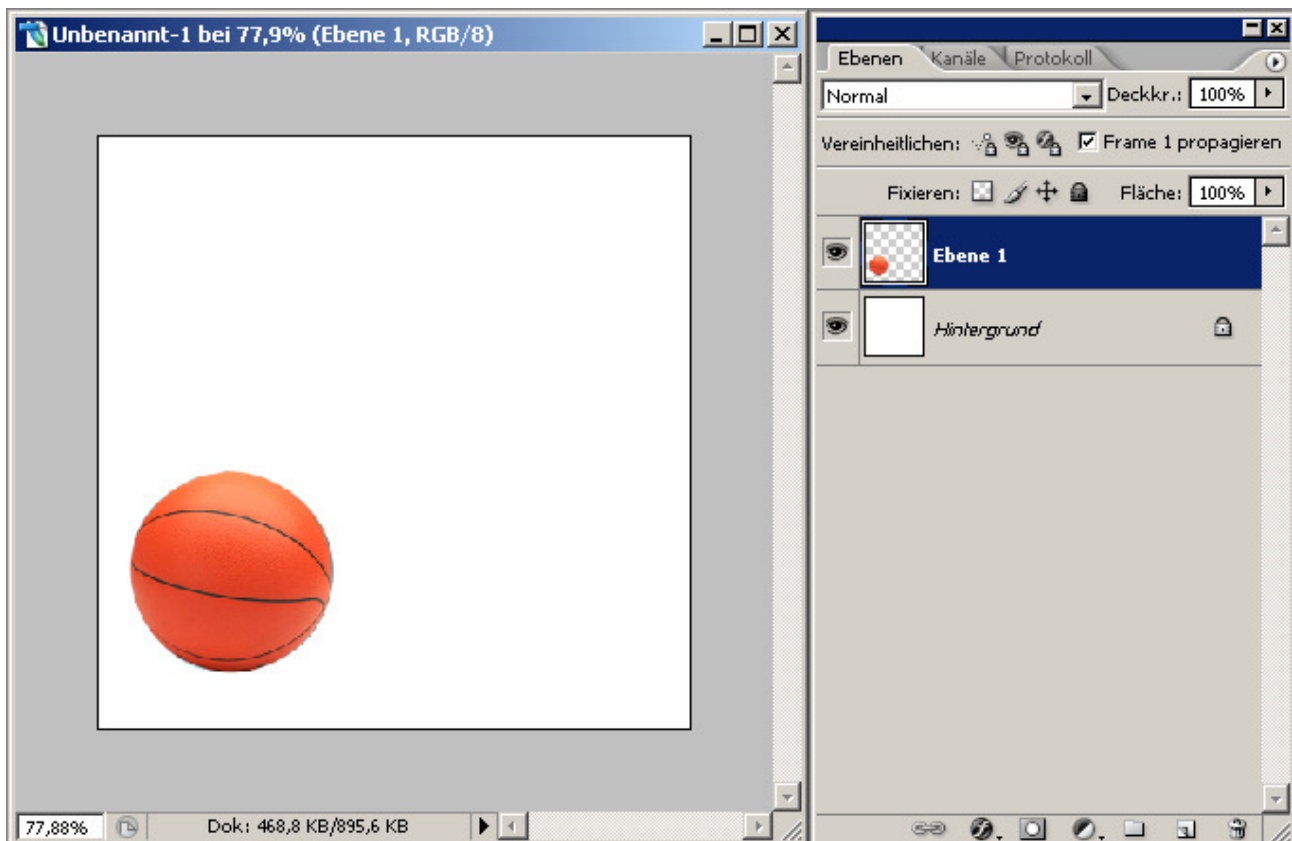 Unbenannt-1 bei 77,9% (Ebene 1, RGB/8)
77,88%
Dok: 468,8 KB/895,6 KB
Ebenen Kanäle Protokoll
Normal Deckkr.: 100%
Vereinheitlichen: Frame 1 propagieren
Fixieren: Fläche: 100%
Ebene 1
Hintergrund